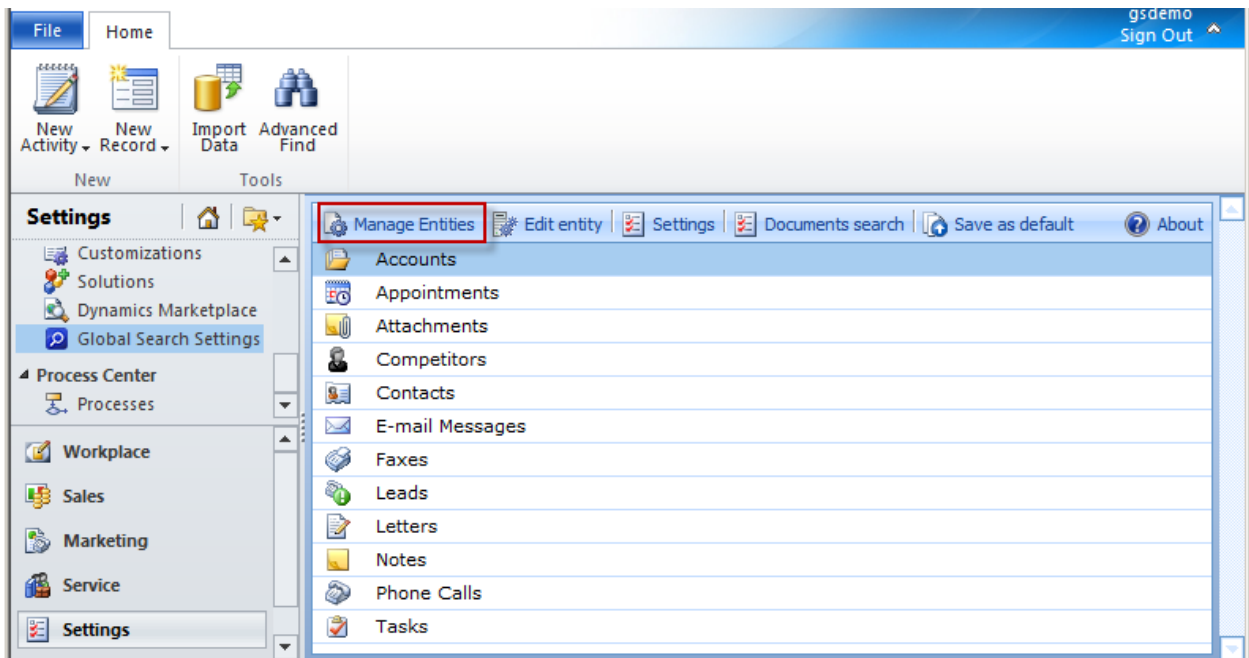 gsdemo
File Home Sign Out
New Activity
New Record
Import Data
Advanced Find
New Tools
Settings
Manage Entities Edit entity Settings Documents search Save as default About
Customizations
Solutions
Dynamics Marketplace
Global Search Settings
Process Center
Processes
Workplace
Sales
Marketing
Service
Settings
Accounts
Appointments
Attachments
Competitors
Contacts
E-mail Messages
Faxes
Leads
Letters
Notes
Phone Calls
Tasks